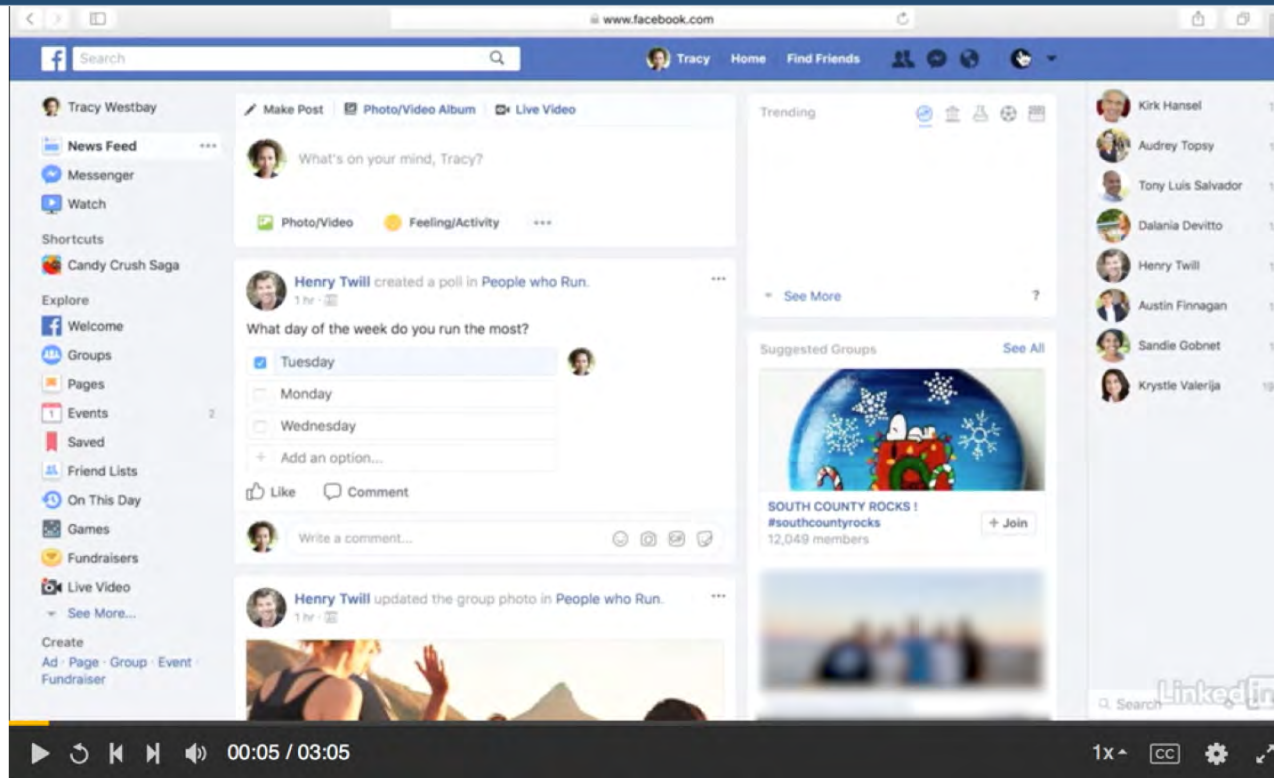 www.facebook.com
f Search
Tracy Home Find Friends
Tracy Westbay
News Feed
Messenger
Watch
Shortcuts
Candy Crush Saga
Explore
Welcome
Groups
Pages
1 Events 2
Saved
Friend Lists
On This Day
Games
Fundraisers
Live Video
See More...
Create
Ad · Page · Group · Event ·
Fundraiser
Make Post Photo/Video Album Live Video
What's on your mind, Tracy?
Photo/Video Feeling/Activity
Henry Twill created a poll in People who Run.
1 hr ·
What day of the week do you run the most?
Tuesday
Monday
Wednesday
+ Add an option...
Like Comment
Write a comment... GIF
Henry Twill updated the group photo in People who Run.
1 hr ·
Trending
See More ?
Suggested Groups See All
SOUTH COUNTY ROCKS !
#southcountyrocks
12,049 members
+ Join
Kirk Hansel
Audrey Topsy
Tony Luis Salvador
Dalania Devitto
Henry Twill
Austin Finnagan
Sandie Gobnet
Krystle Valerija
Search
Linked in
00:05 / 03:05 1x CC